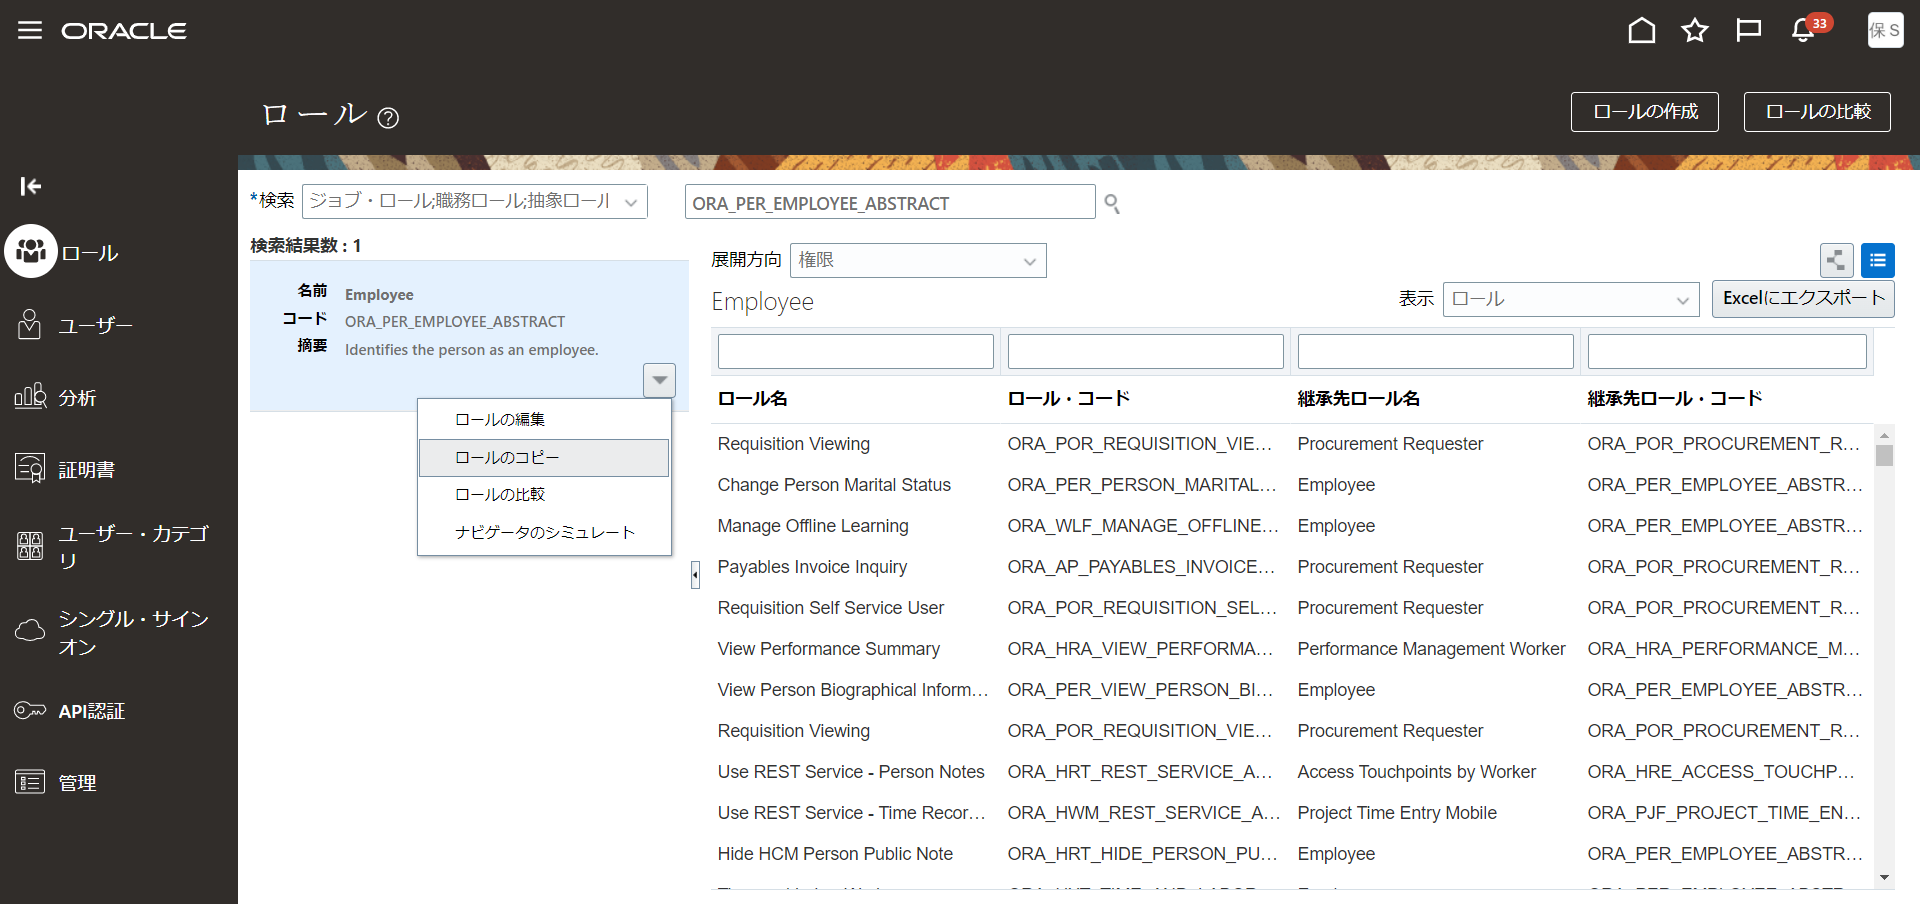 ORACLE
33
保 S
ロール
ロールの作成
ロールの比較
ロール
ユーザー
分析
証明書
ユーザー・カテゴ
リ
シングル・サイン
オン
API認証
管理
*検索
ジョブ・ロール;職務ロール;抽象ロール
ORA_PER_EMPLOYEE_ABSTRACT
検索結果数 : 1
名前 Employee
コード ORA_PER_EMPLOYEE_ABSTRACT
摘要 Identifies the person as an employee.
ロールの編集
ロールのコピー
ロールの比較
ナビゲータのシミュレート
展開方向 権限
Employee
表示 ロール
Excelにエクスポート
ロール名 ロール・コード 継承先ロール名 継承先ロール・コード
Requisition Viewing ORA_POR_REQUISITION_VIE... Procurement Requester ORA_POR_PROCUREMENT_R...
Change Person Marital Status ORA_PER_PERSON_MARITAL... Employee ORA_PER_EMPLOYEE_ABSTR...
Manage Offline Learning ORA_WLF_MANAGE_OFFLINE... Employee ORA_PER_EMPLOYEE_ABSTR...
Payables Invoice Inquiry ORA_AP_PAYABLES_INVOICE... Procurement Requester ORA_POR_PROCUREMENT_R...
Requisition Self Service User ORA_POR_REQUISITION_SEL... Procurement Requester ORA_POR_PROCUREMENT_R...
View Performance Summary ORA_HRA_VIEW_PERFORMA... Performance Management Worker ORA_HRA_PERFORMANCE_M...
View Person Biographical Inform... ORA_PER_VIEW_PERSON_BI... Employee ORA_PER_EMPLOYEE_ABSTR...
Requisition Viewing ORA_POR_REQUISITION_VIE... Procurement Requester ORA_POR_PROCUREMENT_R...
Use REST Service - Person Notes ORA_HRT_REST_SERVICE_A... Access Touchpoints by Worker ORA_HRE_ACCESS_TOUCHP...
Use REST Service - Time Recor... ORA_HWM_REST_SERVICE_A... Project Time Entry Mobile ORA_PJF_PROJECT_TIME_EN...
Hide HCM Person Public Note ORA_HRT_HIDE_PERSON_PU... Employee ORA_PER_EMPLOYEE_ABSTR...